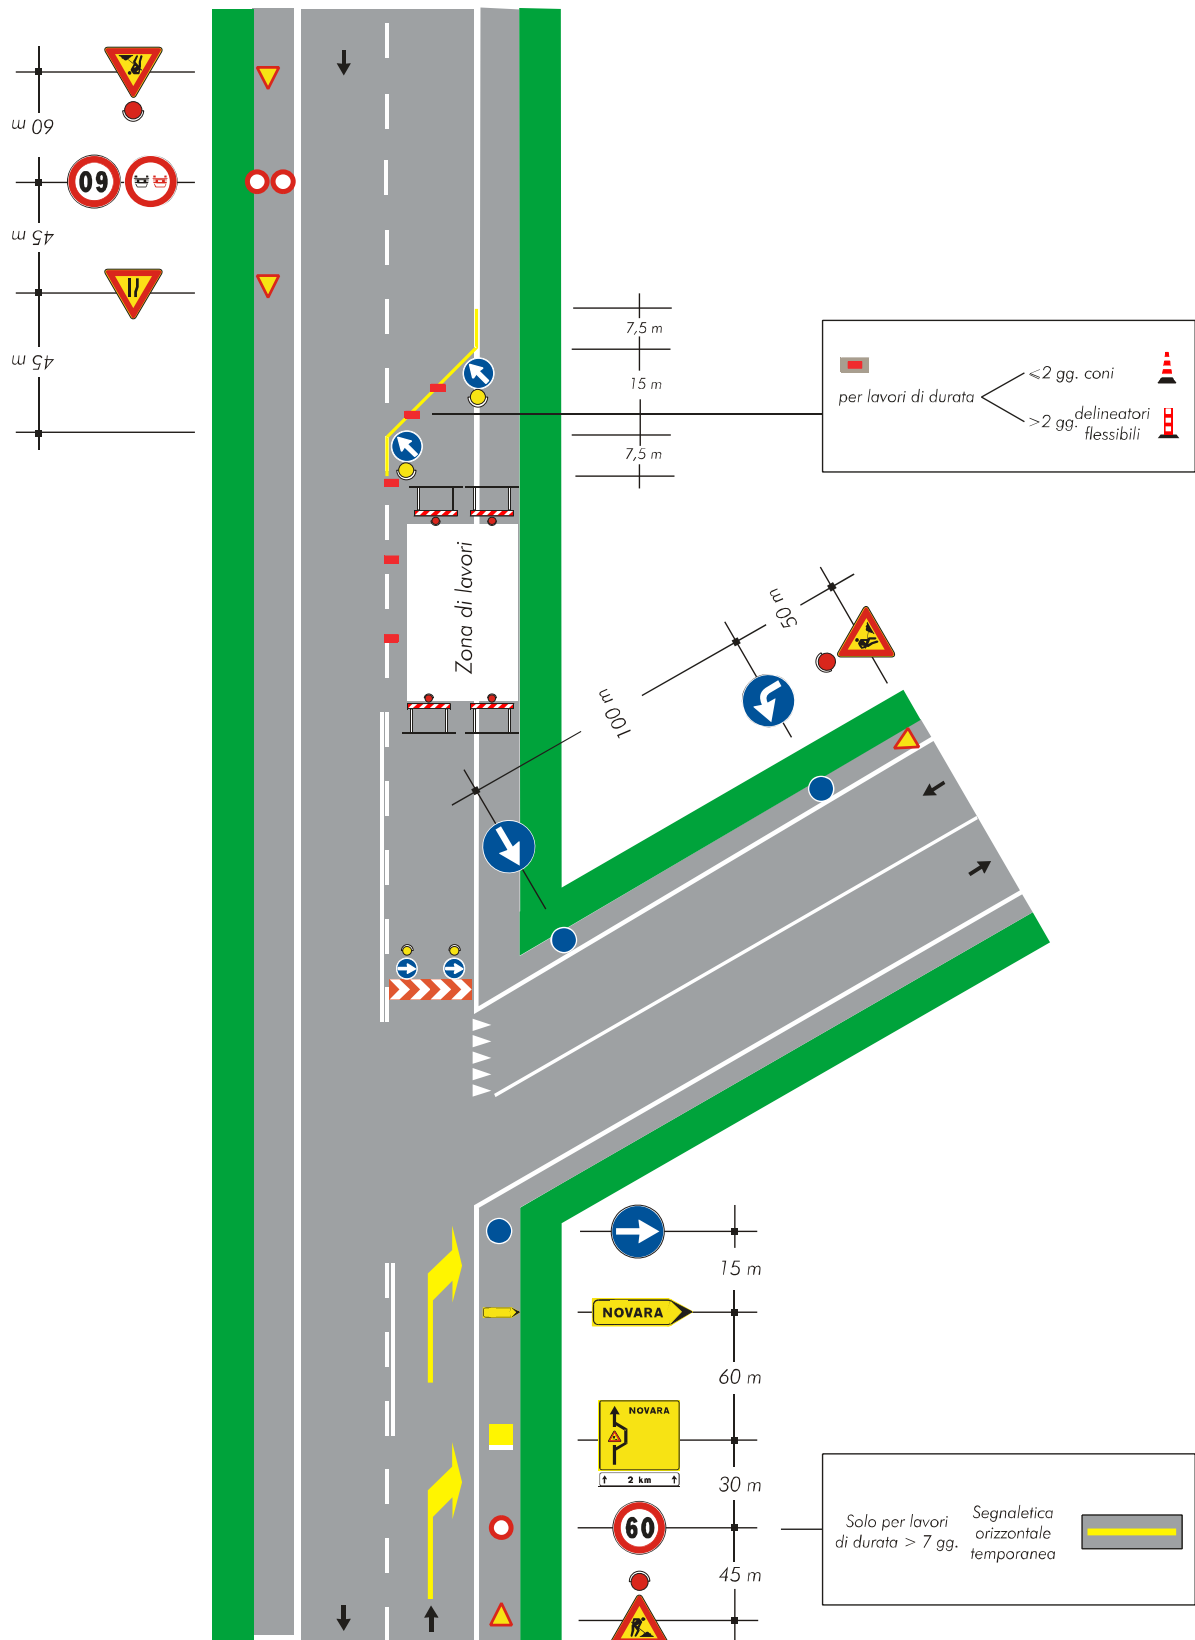 60 m
60
45 m
45 m
7,5 m
15 m
7,5 m
per lavori di durata
⩽2 gg. coni
>2 gg. delineatori
flessibili
Zona di lavori
50 m
100 m
15 m
NOVARA
60 m
NOVARA
2 km
30 m
60
45 m
Solo per lavori
di durata > 7 gg.
Segnaletica
orizzontale
temporanea